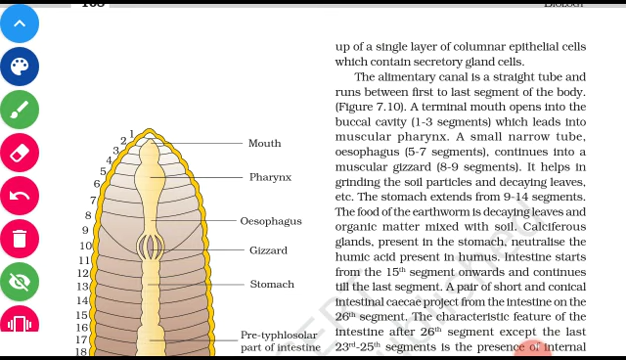 up of a single layer of columnar epithelial cells
which contain secretory gland cells.
The alimentary canal is a straight tube and
runs between first to last segment of the body.
(Figure 7.10). A terminal mouth opens into the
buccal cavity (1-3 segments) which leads into
muscular pharynx. A small narrow tube,
oesophagus (5-7 segments), continues into a
muscular gizzard (8-9 segments). It helps in
grinding the soil particles and decaying leaves,
etc. The stomach extends from 9-14 segments.
The food of the earthworm is decaying leaves and
organic matter mixed with soil. Calciferous
glands, present in the stomach, neutralise the
humic acid present in humus. Intestine starts
from the 15th segment onwards and continues
till the last segment. A pair of short and conical
intestinal caecae project from the intestine on the
26th segment. The characteristic feature of the
intestine after 26th segment except the last
23rd-25th segments is the presence of internal
1
2
3
4
5
6
7
8
9
10
11
12
13
14
15
16
17
18
Mouth
Pharynx
Oesophagus
Gizzard
Stomach
Pre-typhlosolar
part of intestine